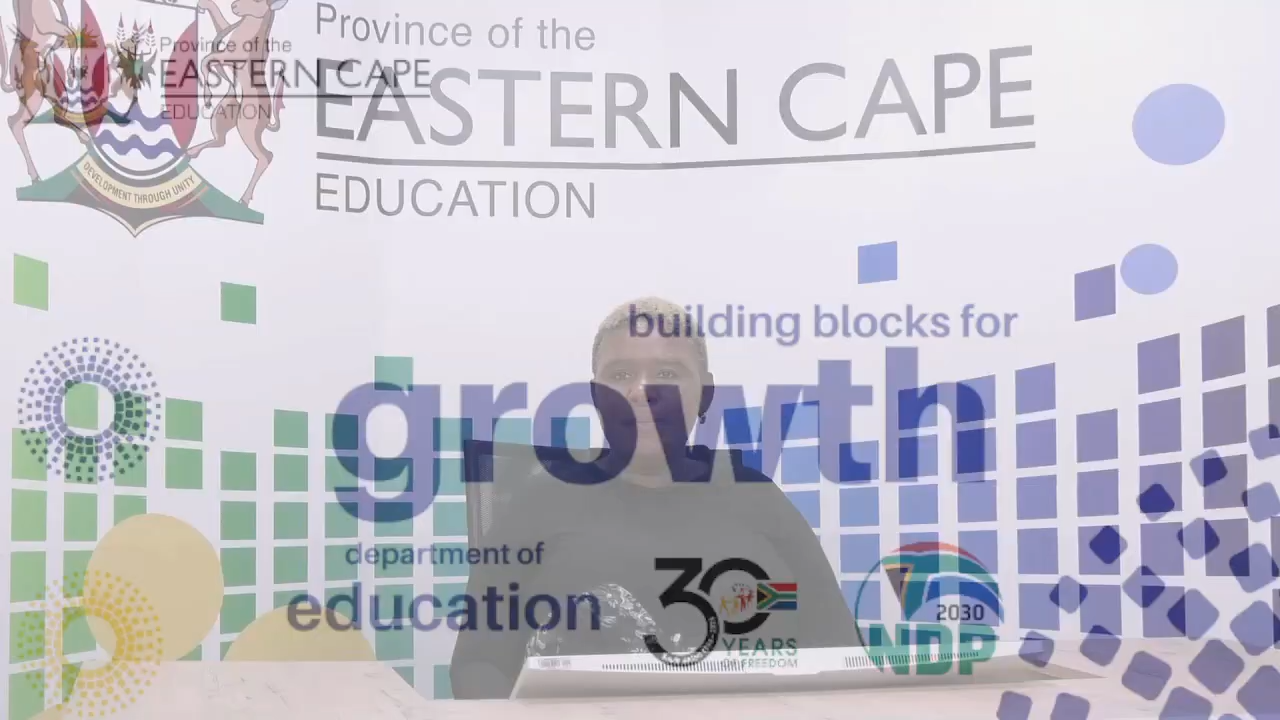 Province of the
EASTERN CAPE
EDUCATION
DEVELOPMENT THROUGH UNITY
Province of the
EASTERN CAPE
EDUCATION
building blocks for
growth
department of
education
30
YEARS
OF FREEDOM
2030
NDP